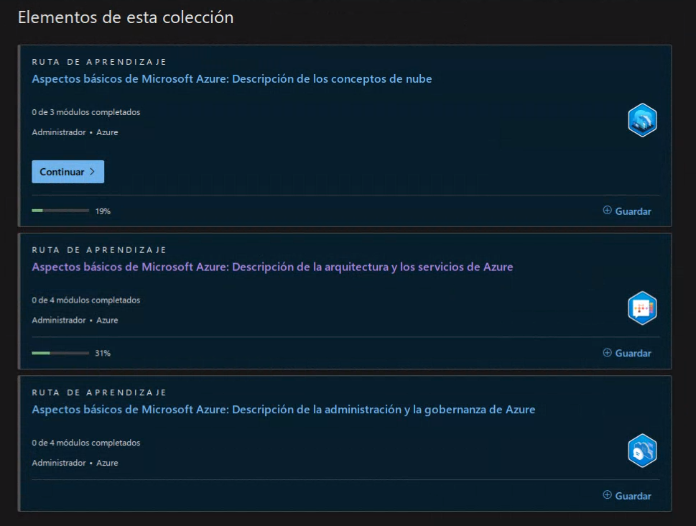 Elementos de esta colección
RUTA DE APRENDIZAJE
Aspectos básicos de Microsoft Azure: Descripción de los conceptos de nube
0 de 3 módulos completados
Administrador • Azure
Continuar
19%
Guardar
RUTA DE APRENDIZAJE
Aspectos básicos de Microsoft Azure: Descripción de la arquitectura y los servicios de Azure
0 de 4 módulos completados
Administrador • Azure
31%
Guardar
RUTA DE APRENDIZAJE
Aspectos básicos de Microsoft Azure: Descripción de la administración y la gobernanza de Azure
0 de 4 módulos completados
Administrador • Azure
Guardar